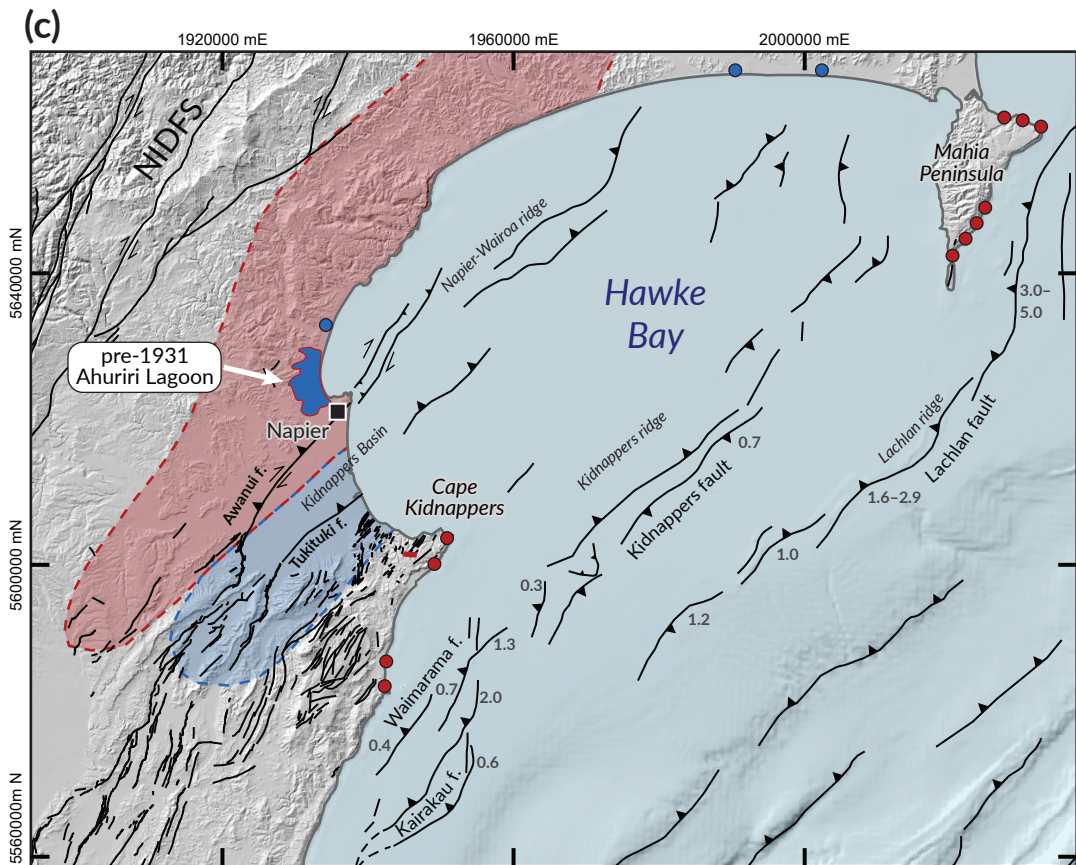 (c)
1920000 mE
1960000 mE
2000000 mE
5640000 mN
5600000 mN
5560000m N
NIDFS
Mahia
Peninsula
Napier-Wairoa ridge
Hawke
Bay
3.0–
5.0
pre-1931
Ahuriri Lagoon
Napier
Kidnappers Basin
Awanui f.
Tukituki f.
Cape
Kidnappers
Kidnappers ridge
0.7
Kidnappers fault
Lachlan ridge
Lachlan fault
1.6–2.9
1.0
0.3
1.2
1.3
Waimarama f.
0.7
2.0
0.4
0.6
Kairakau f.